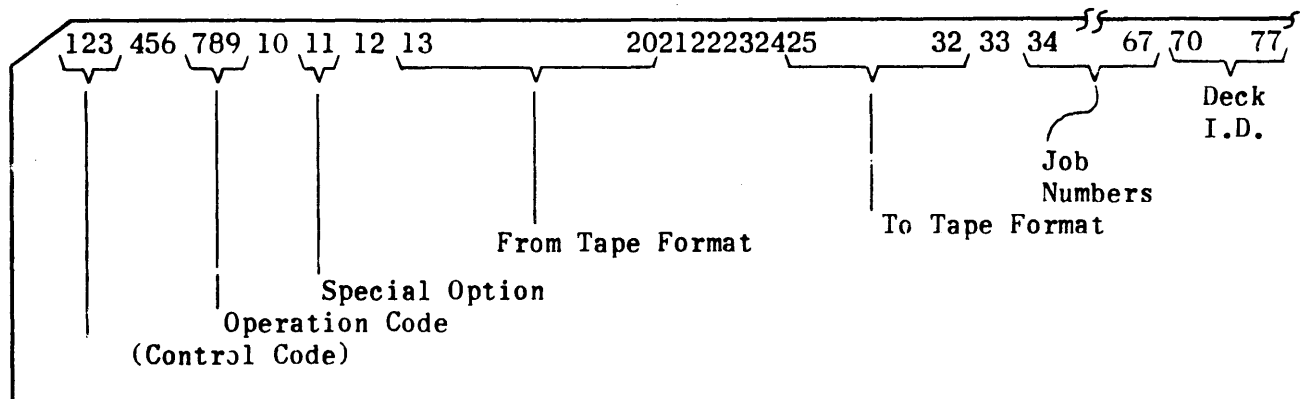 123 456 789 10 11 12 13 202122232425 32 33 34 67 70 77
Deck
I.D.
Job
Numbers
To Tape Format
From Tape Format
Special Option
Operation Code
(Control Code)